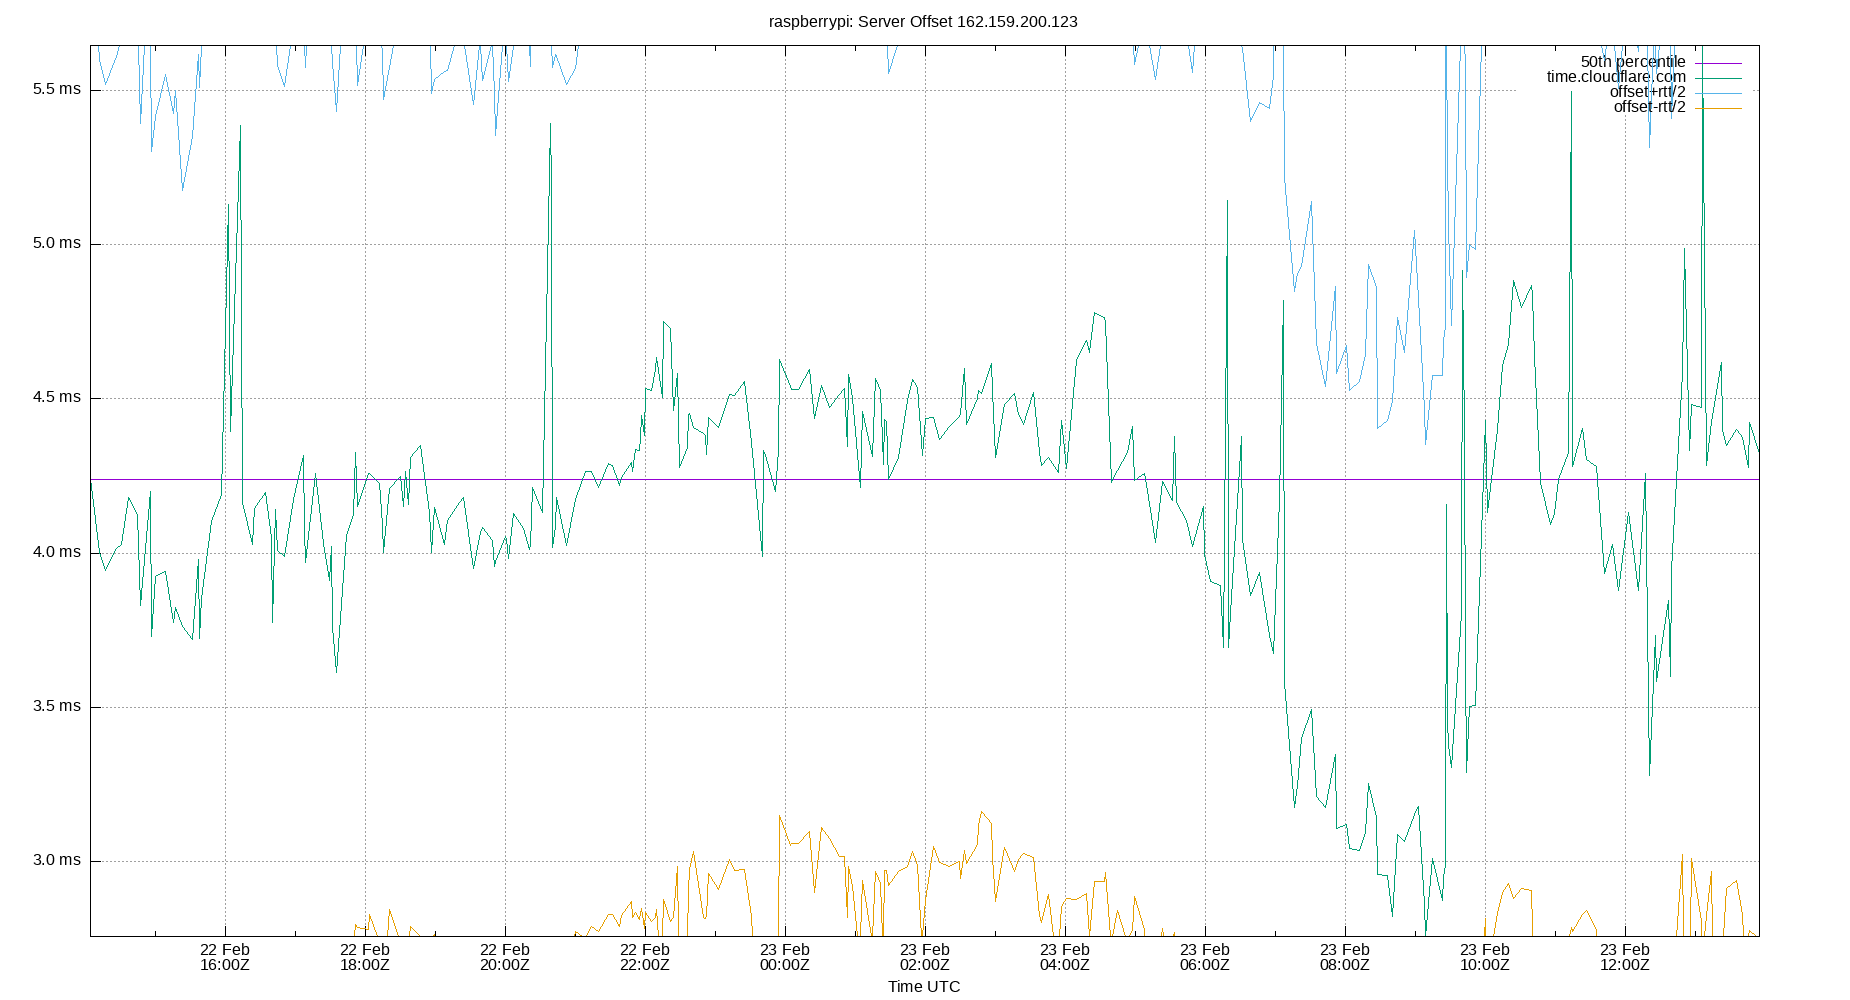 raspberrypi: Server Offset 162.159.200.123
50th percentile
time.cloudflare.com
offset+rtt/2
offset-rtt/2
5.5 ms
5.0 ms
4.5 ms
4.0 ms
3.5 ms
3.0 ms
22 Feb 22 Feb 22 Feb 22 Feb 23 Feb 23 Feb 23 Feb 23 Feb 23 Feb 23 Feb 23 Feb
16:00Z 18:00Z 20:00Z 22:00Z 00:00Z 02:00Z 04:00Z 06:00Z 08:00Z 10:00Z 12:00Z
Time UTC